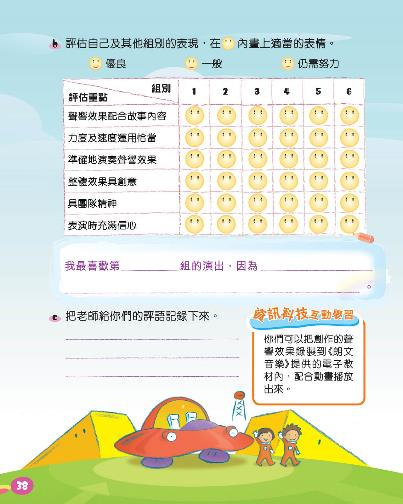 b 評估自己及其他組別的表現，在 內畫上適當的表情。
優良 一般 仍需努力
組別
評估重點 1 2 3 4 5 6
聲響效果配合故事內容
力度及速度運用恰當
準確地演奏聲響效果
整體效果具創意
具團隊精神
表演時充滿信心
我最喜歡第 組的演出，因為
。
c 把老師給你們的評語記錄下來。
資訊科技互動學習
你們可以把創作的聲
響效果錄製到《朗文
音樂》提供的電子教
材內，配合動畫播放
出來。
38